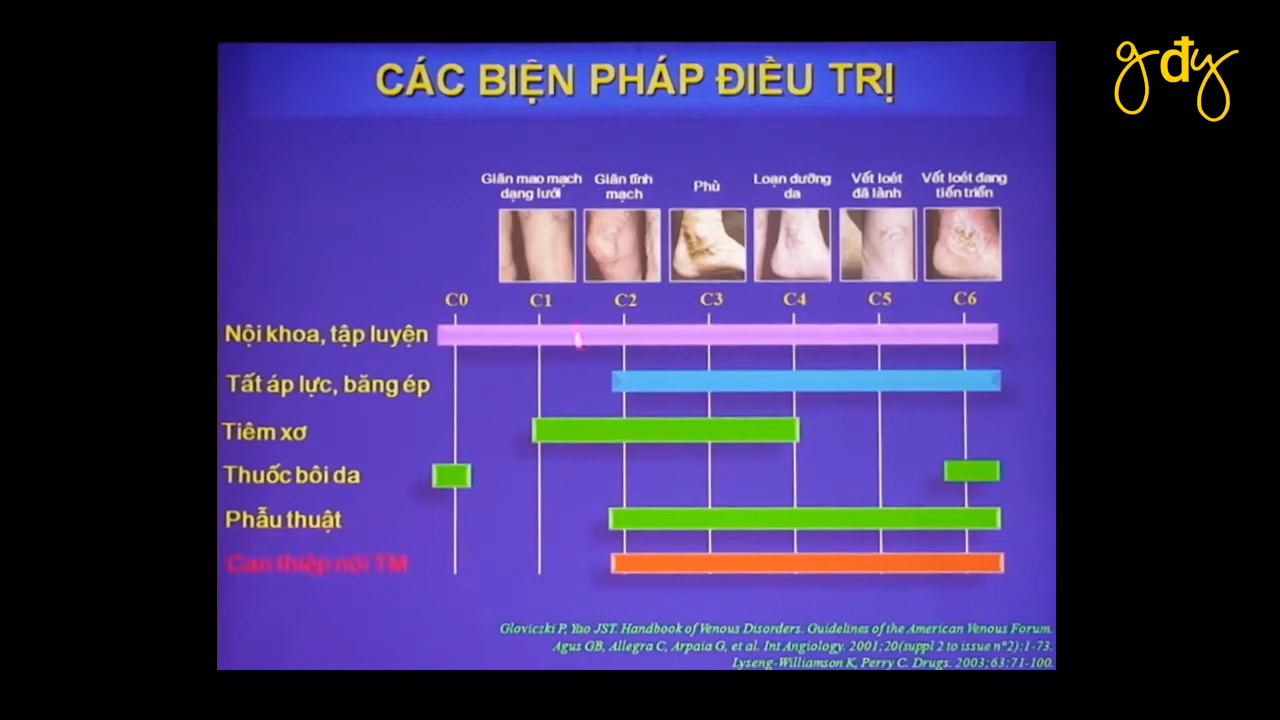 gđy
CÁC BIỆN PHÁP ĐIỀU TRỊ
Giãn mao mạch
dạng lưới
Giãn tĩnh
mạch
Phù
Loạn dưỡng
da
Vết loét
đã lành
Vết loét đang
tiến triển
C0 C1 C2 C3 C4 C5 C6
Nội khoa, tập luyện
Tất áp lực, băng ép
Tiêm xơ
Thuốc bôi da
Phẫu thuật
Can thiệp nội TM
Gloviczki P, Yao JST. Handbook of Venous Disorders. Guidelines of the American Venous Forum.
Agus GB, Allegra C, Arpaia G, et al. Int Angiology. 2001;20(suppl 2 to issue n°2):1-73.
Lyseng-Williamson K, Perry C. Drugs. 2003;63:71-100.